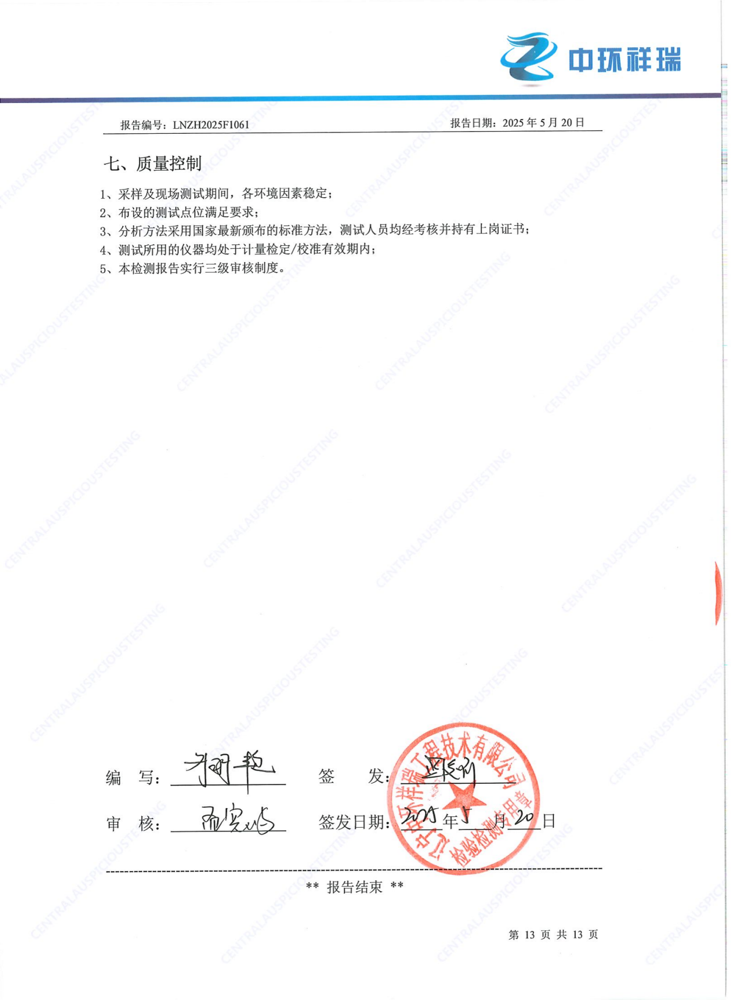 中环祥瑞
报告编号：LNZH2025F1061 报告日期：2025 年 5 月 20 日
七、质量控制
1、采样及现场测试期间，各环境因素稳定；
2、布设的测试点位满足要求；
3、分析方法采用国家最新颁布的标准方法，测试人员均经考核并持有上岗证书；
4、测试所用的仪器均处于计量检定/校准有效期内；
5、本检测报告实行三级审核制度。
编 写： 签 发：
审 核： 签发日期：2025 年 5 月 20 日
辽宁中环祥瑞工程技术有限公司
检验检测专用章
** 报告结束 **
第 13 页 共 13 页
CENTRALAUSPICIOUSTESTING